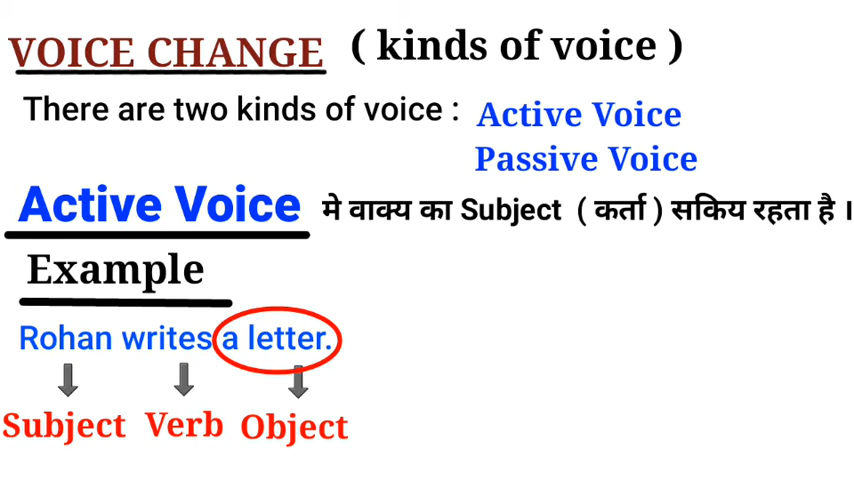 VOICE CHANGE ( kinds of voice )
There are two kinds of voice : Active Voice
Passive Voice
Active Voice मे वाक्य का Subject ( कर्ता ) सकिय रहता है ।
Example
Rohan writes a letter.
Subject Verb Object